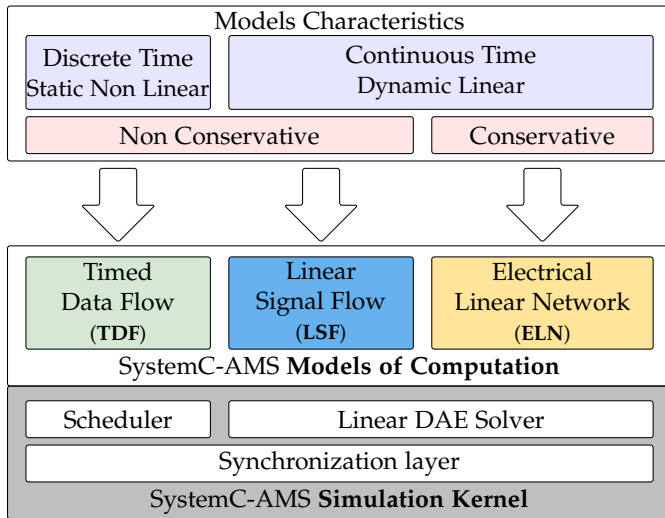 Models Characteristics
Discrete Time
Static Non Linear
Continuous Time
Dynamic Linear
Non Conservative
Conservative
Timed
Data Flow
(TDF)
Linear
Signal Flow
(LSF)
Electrical
Linear Network
(ELN)
SystemC-AMS Models of Computation
Scheduler
Linear DAE Solver
Synchronization layer
SystemC-AMS Simulation Kernel